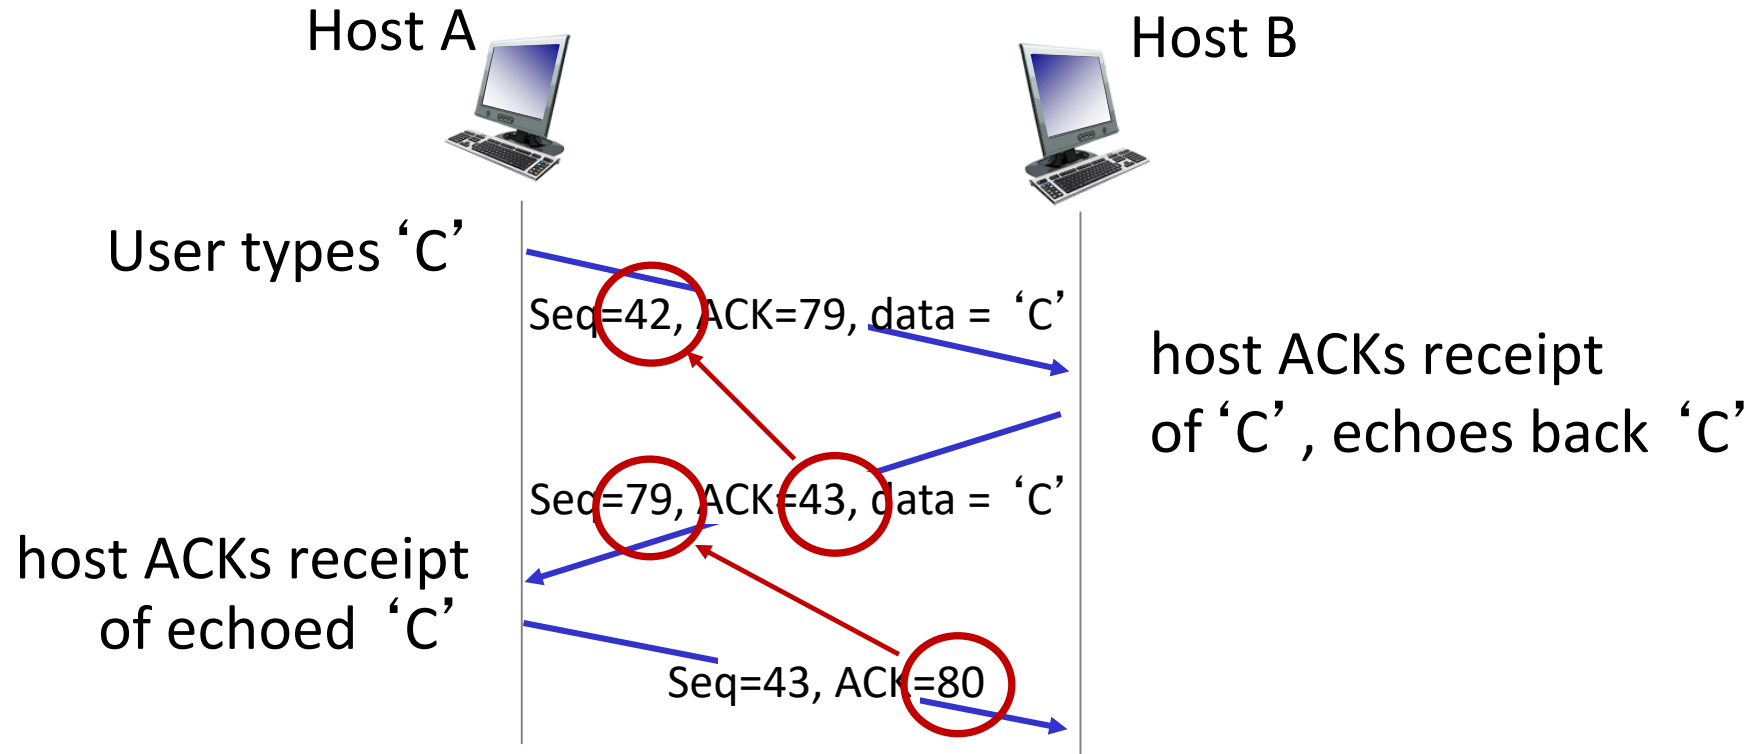 Host A
Host B
User types ‘C’
Seq=42, ACK=79, data = ‘C’
host ACKs receipt
of ‘C’, echoes back ‘C’
Seq=79, ACK=43, data = ‘C’
host ACKs receipt
of echoed ‘C’
Seq=43, ACK=80